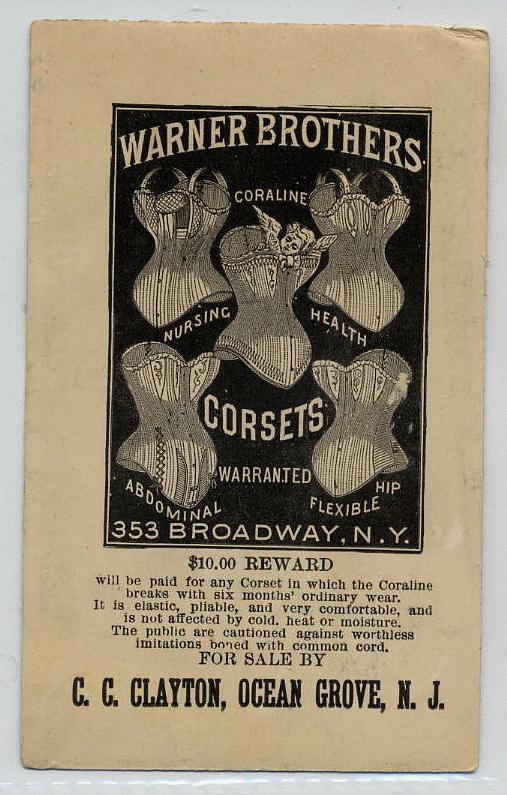 WARNER BROTHERS
CORALINE
NURSING
HEALTH
CORSETS
WARRANTED
ABDOMINAL
FLEXIBLE HIP
353 BROADWAY, N.Y.
$10.00 REWARD
will be paid for any Corset in which the Coraline
breaks with six months' ordinary wear.
It is elastic, pliable, and very comfortable, and
is not affected by cold. heat or moisture.
The public are cautioned against worthless
imitations boned with common cord.
FOR SALE BY
C. C. CLAYTON, OCEAN GROVE, N. J.